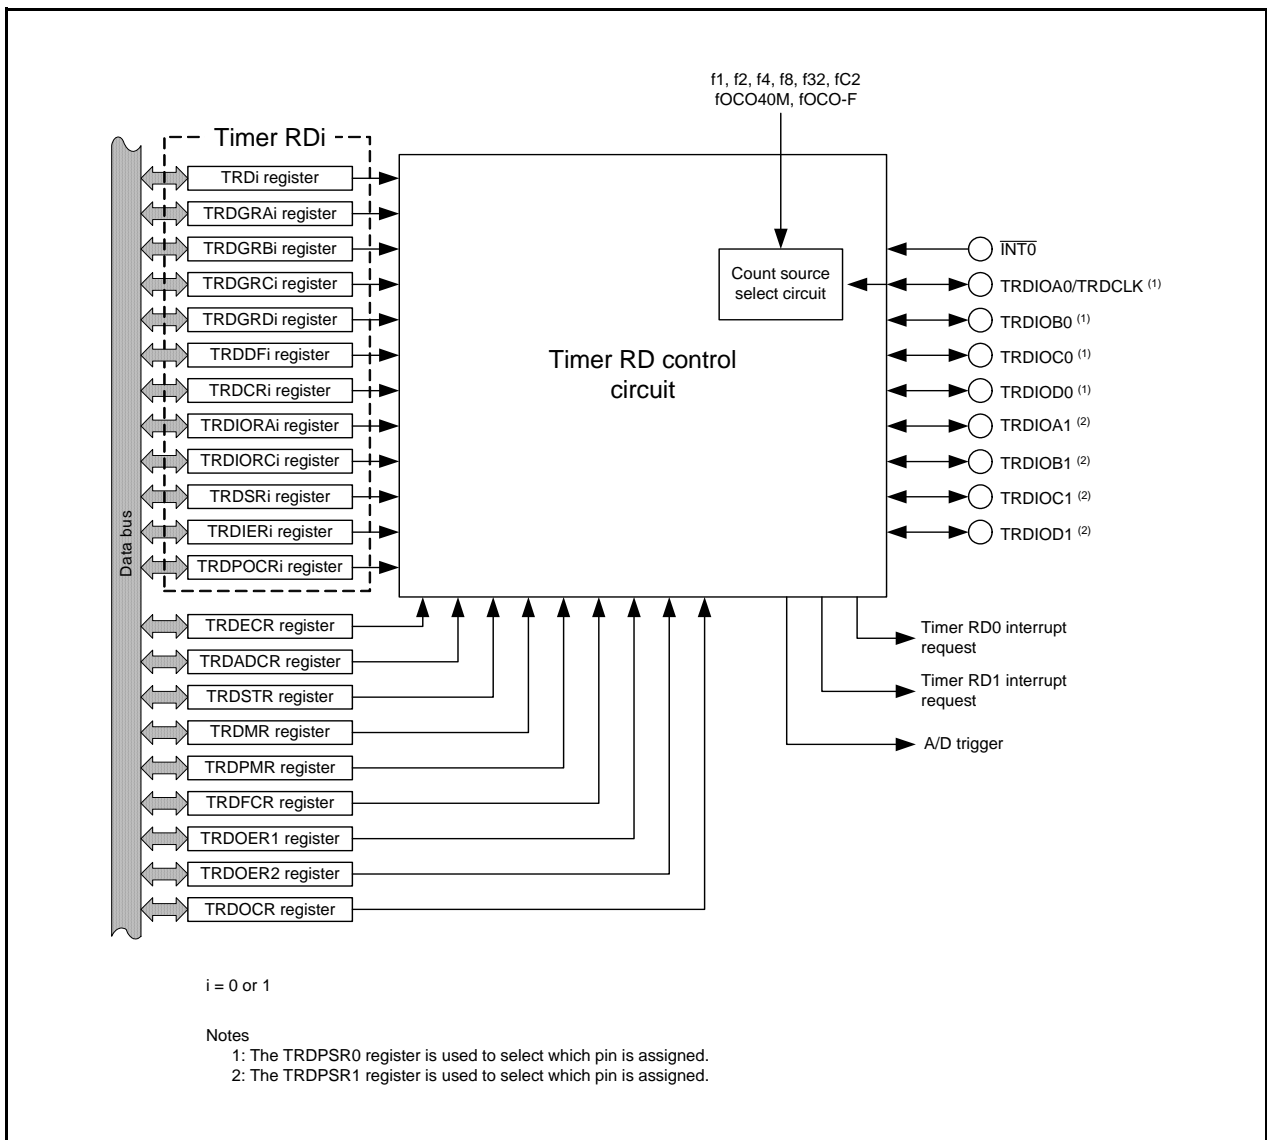 f1, f2, f4, f8, f32, fC2
fOCO40M, fOCO-F
Timer RDi
TRDi register
TRDGRAi register
TRDGRBi register
TRDGRCi register
TRDGRDi register
TRDDFi register
TRDCRi register
TRDIORAi register
TRDIORCi register
TRDSRi register
TRDIERi register
TRDPOCRi register
Data bus
TRDECR register
TRDADCR register
TRDSTR register
TRDMR register
TRDPMR register
TRDFCR register
TRDOER1 register
TRDOER2 register
TRDOCR register
Count source
select circuit
Timer RD control
circuit
INT0
TRDIOA0/TRDCLK (1)
TRDIOB0 (1)
TRDIOC0 (1)
TRDIOD0 (1)
TRDIOA1 (2)
TRDIOB1 (2)
TRDIOC1 (2)
TRDIOD1 (2)
Timer RD0 interrupt
request
Timer RD1 interrupt
request
A/D trigger
i = 0 or 1
Notes
1: The TRDPSR0 register is used to select which pin is assigned.
2: The TRDPSR1 register is used to select which pin is assigned.